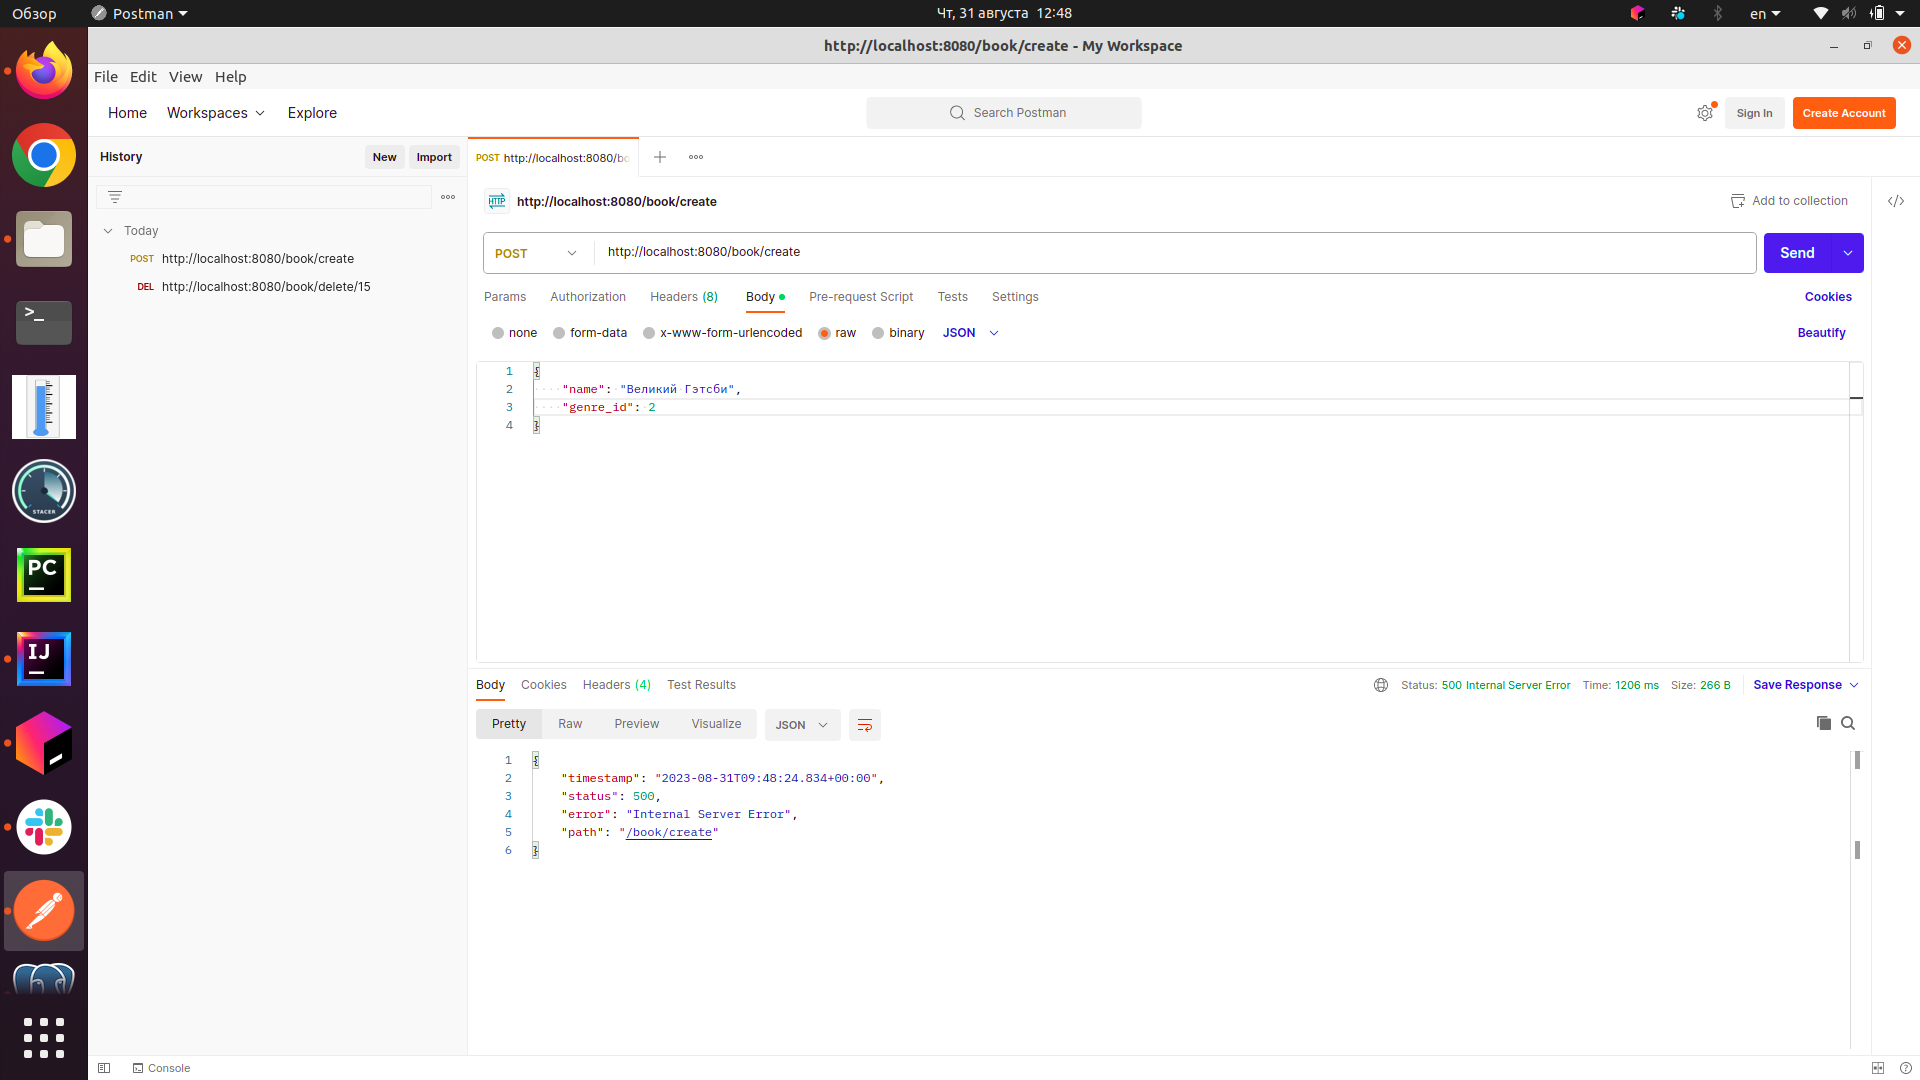 Обзор
Postman
Чт, 31 августа 12:48
en
http://localhost:8080/book/create - My Workspace
File Edit View Help
Home Workspaces Explore
Search Postman
Sign In
Create Account
History
New
Import
POST http://localhost:8080/bo
HTTP
http://localhost:8080/book/create
Add to collection
</>
Today
POST http://localhost:8080/book/create
DEL http://localhost:8080/book/delete/15
POST
http://localhost:8080/book/create
Send
Params Authorization Headers (8) Body Pre-request Script Tests Settings
Cookies
none form-data x-www-form-urlencoded raw binary JSON
Beautify
1 {
2 "name": "Великий Гэтсби",
3 "genre_id": 2
4 }
Body Cookies Headers (4) Test Results
Status: 500 Internal Server Error Time: 1206 ms Size: 266 B
Save Response
Pretty Raw Preview Visualize JSON
1 {
2 "timestamp": "2023-08-31T09:48:24.834+00:00",
3 "status": 500,
4 "error": "Internal Server Error",
5 "path": "/book/create"
6 }
>_
STACER
PC
IJ
Console